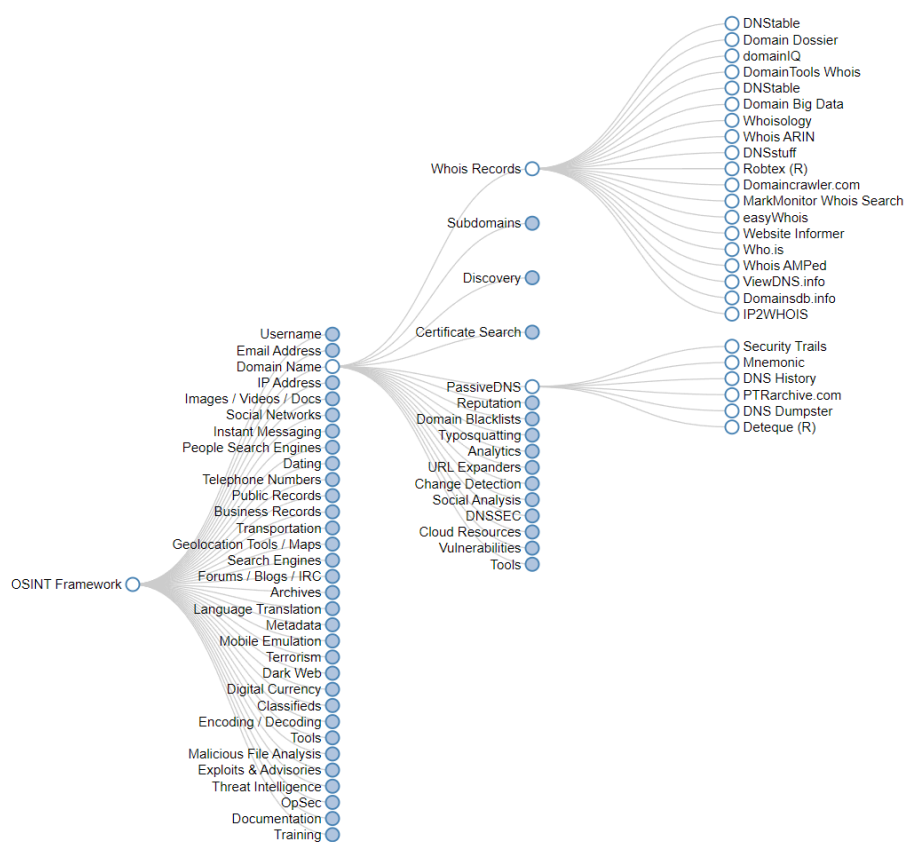 OSINT Framework
Username
Email Address
Domain Name
IP Address
Images / Videos / Docs
Social Networks
Instant Messaging
People Search Engines
Dating
Telephone Numbers
Public Records
Business Records
Transportation
Geolocation Tools / Maps
Search Engines
Forums / Blogs / IRC
Archives
Language Translation
Metadata
Mobile Emulation
Terrorism
Dark Web
Digital Currency
Classifieds
Encoding / Decoding
Tools
Malicious File Analysis
Exploits & Advisories
Threat Intelligence
OpSec
Documentation
Training
Whois Records
Subdomains
Discovery
Certificate Search
PassiveDNS
Reputation
Domain Blacklists
Typosquatting
Analytics
URL Expanders
Change Detection
Social Analysis
DNSSEC
Cloud Resources
Vulnerabilities
Tools
DNStable
Domain Dossier
domainIQ
DomainTools Whois
DNStable
Domain Big Data
Whoisology
Whois ARIN
DNSstuff
Robtex (R)
Domaincrawler.com
MarkMonitor Whois Search
easyWhois
Website Informer
Who.is
Whois AMPed
ViewDNS.info
Domainsdb.info
IP2WHOIS
Security Trails
Mnemonic
DNS History
PTRarchive.com
DNS Dumpster
Deteque (R)